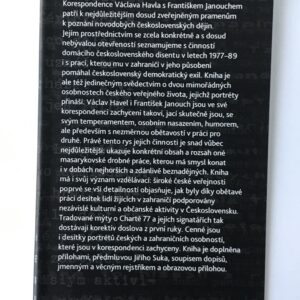 Korespondence Václava Havla s Františkem Janouchem
patří k nejdůležitějším dosud zveřejněným pramenům
k poznání novodobých československých dějin.
Jejím prostřednictvím se zcela konkrétně a s dosud
nebývalou otevřeností seznamujeme s činností
domácího československého disentu v letech 1977–89
i s prací, kterou mu v zahraničí v jeho působení
pomáhal československý demokratický exil. Kniha je
ale též jedinečným svědectvím o dvou mimořádných
osobnostech českého veřejného života, jejichž portréty
přináší. Václav Havel i František Janouch jsou ve své
korespondenci zachyceni takoví, jací skutečně jsou, se
svým temperamentem, osobním nasazením, humorem,
ale především s nezměrnou obětavostí v práci pro
druhé. Právě tento rys jejich činnosti je snad vůbec
nejdůležitější: ukazuje konkrétní obsah a rozsah oné
masarykovské drobné práce, kterou má smysl konat
i v dobách nejhorších a zdánlivě beznadějných. Kniha
má i svůj význam vzdělávací: široké české veřejnosti
poprvé se vší detailností objasňuje, jak byly díky obětavé
práci desítek lidí žijících v zahraničí podporovány
nezávislé kulturní a občanské aktivity v Československu.
Tradované mýty o Chartě 77 a jejích signatářích tak
dostávají korektiv doslova z první ruky. Cenné jsou
i desítky portrétů českých a zahraničních osobností,
které jsou v korespondenci zachyceny. Kniha je doplněna
přílohami, předmluvou Jiřího Suka, soupisem dopisů,
jmenným a věcným rejstříkem a obrazovou přílohou.